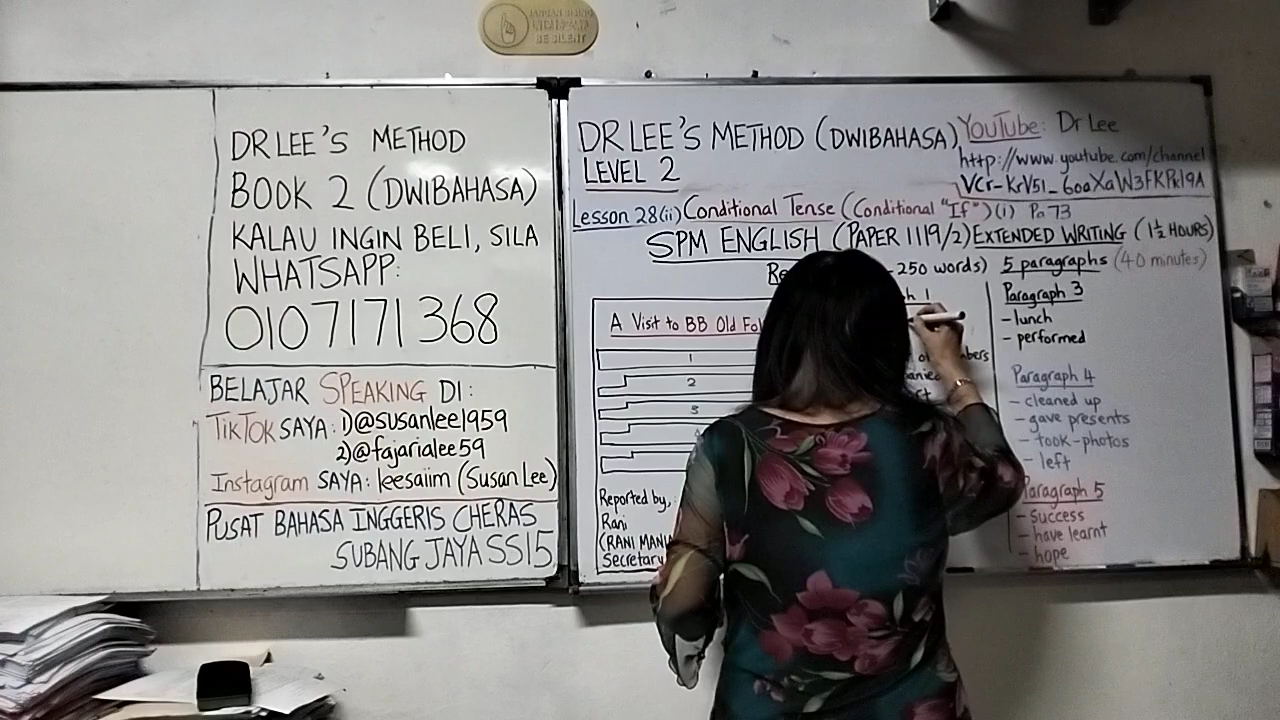 BE SILENT
DR LEE'S METHOD
BOOK 2 (DWIBAHASA)
KALAU INGIN BELI, SILA
WHATSAPP:
0107171368
BELAJAR SPEAKING DI:
TIKTOK SAYA: 1)@susanlee1959
2)@fajarialee59
Instagram SAYA: leesaiim (Susan Lee)
PUSAT BAHASA INGGERIS CHERAS
SUBANG JAYA SS15
DR LEE'S METHOD (DWIBAHASA)
LEVEL 2
YouTube: Dr Lee
http://www.youtube.com/channel
Lesson 28(ii) Conditional Tense (Conditional "If")(i) Pg 73
SPM ENGLISH (PAPER 1119/2) EXTENDED WRITING (1½ HOURS)
250 words) 5 paragraphs (40 minutes)
A Visit to BB Old
1
2
3
Reported by,
Rani
(RANI
Secretary
1
Paragraph 3
- lunch
- performed
Paragraph 4
- cleaned up
- gave presents
- took-photos
- left
Paragraph 5
- success
- have learnt
- hope